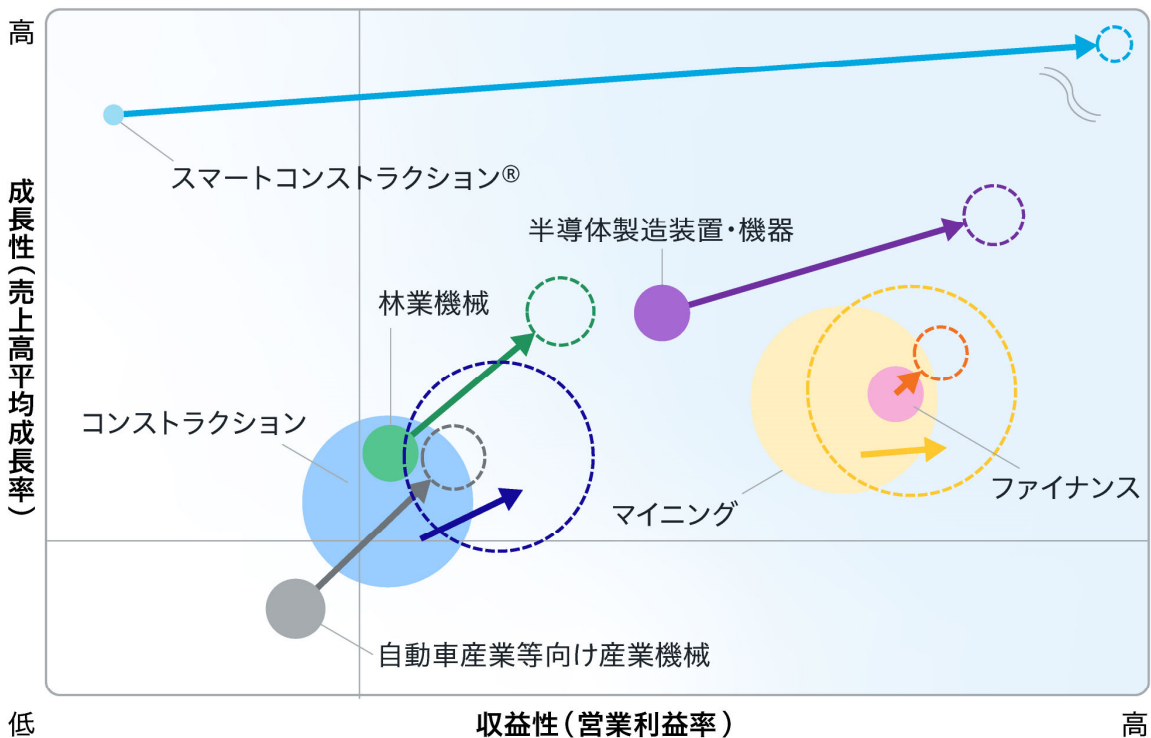 高
スマートコンストラクション®
半導体製造装置・機器
林業機械
コンストラクション
マイニング
ファイナンス
自動車産業等向け産業機械
成長性(売上高平均成長率)
低
収益性(営業利益率)
高